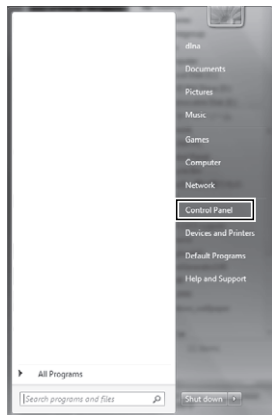 dlna
Documents
Pictures
Music
Games
Computer
Network
Control Panel
Devices and Printers
Default Programs
Help and Support
All Programs
Search programs and files
Shut down